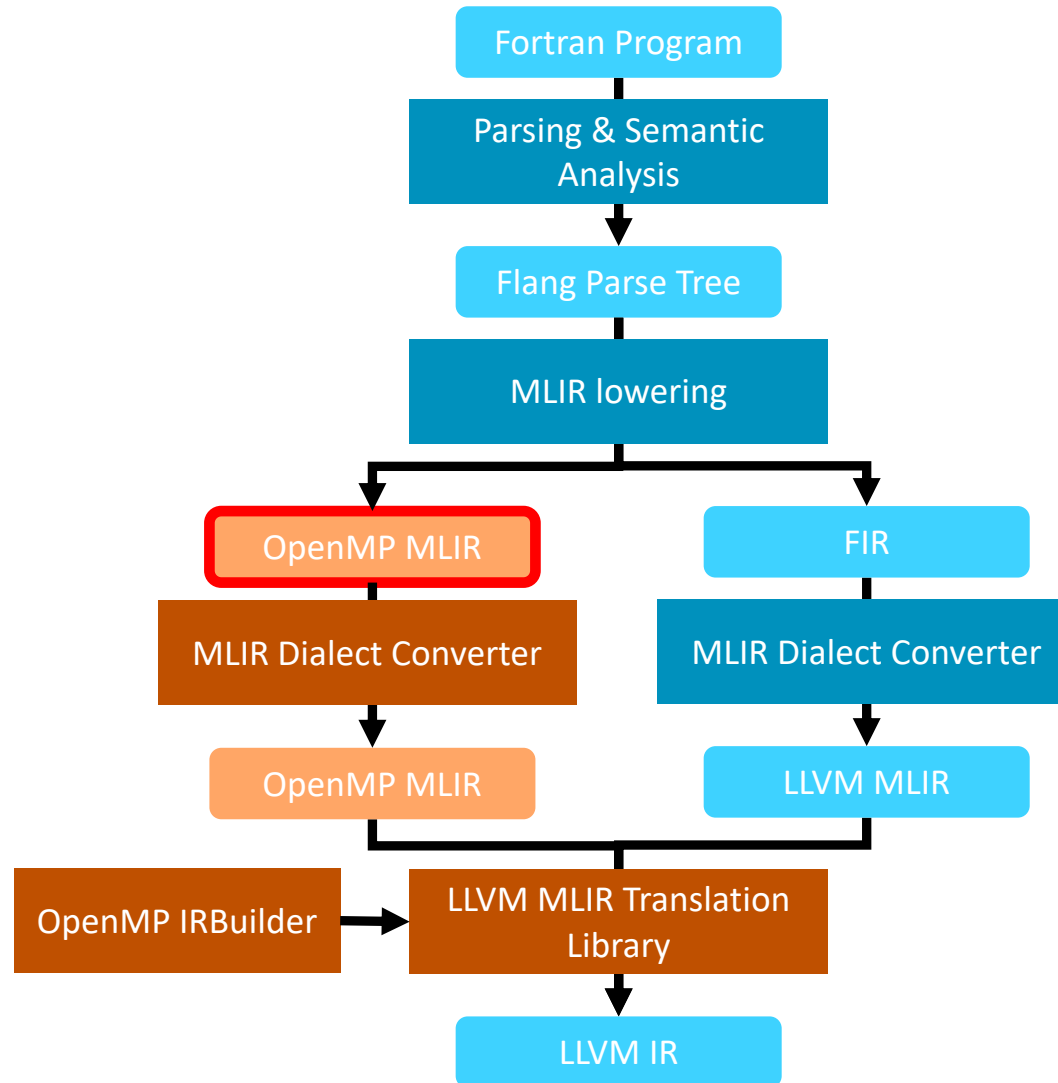 Fortran Program
Parsing & Semantic
Analysis
Flang Parse Tree
MLIR lowering
OpenMP MLIR
FIR
MLIR Dialect Converter
MLIR Dialect Converter
OpenMP MLIR
LLVM MLIR
OpenMP IRBuilder
LLVM MLIR Translation
Library
LLVM IR